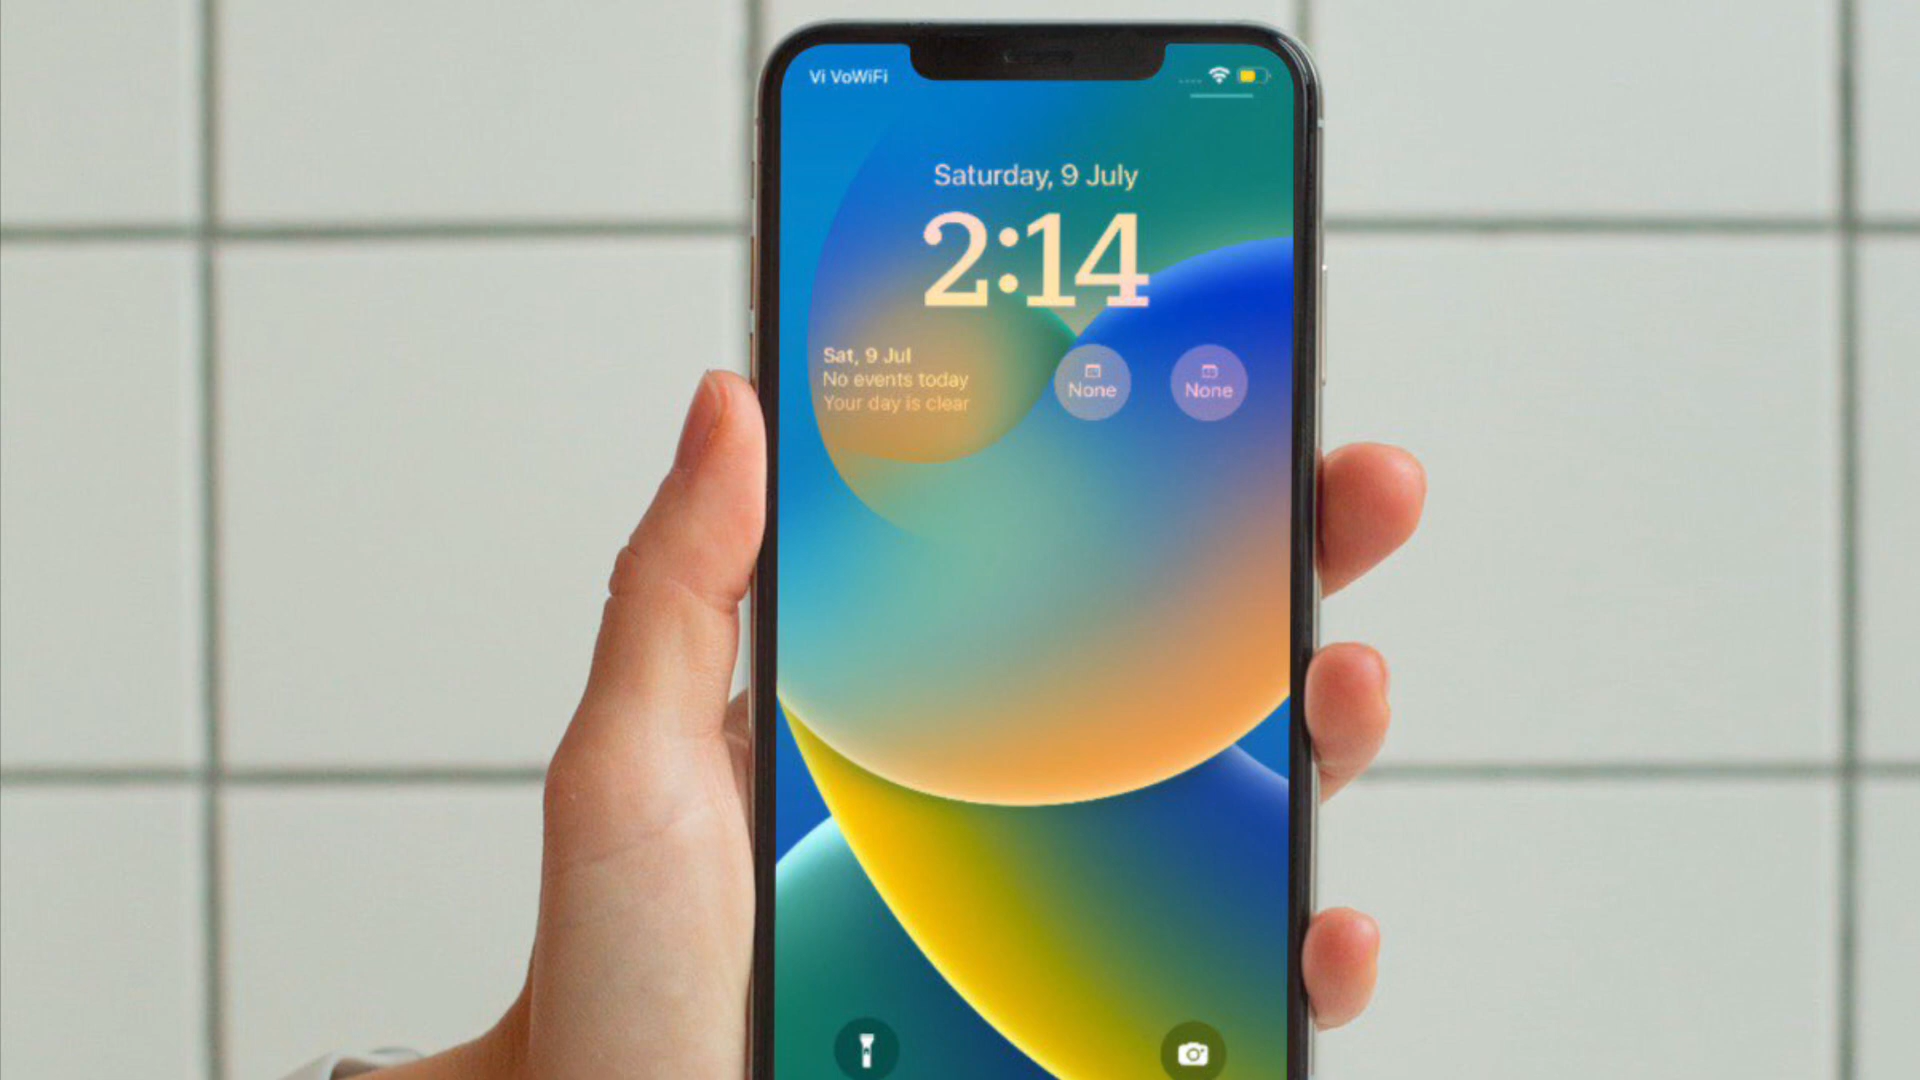 Vi VoWiFi
Saturday, 9 July
2:14
Sat, 9 Jul
No events today
Your day is clear
None
None